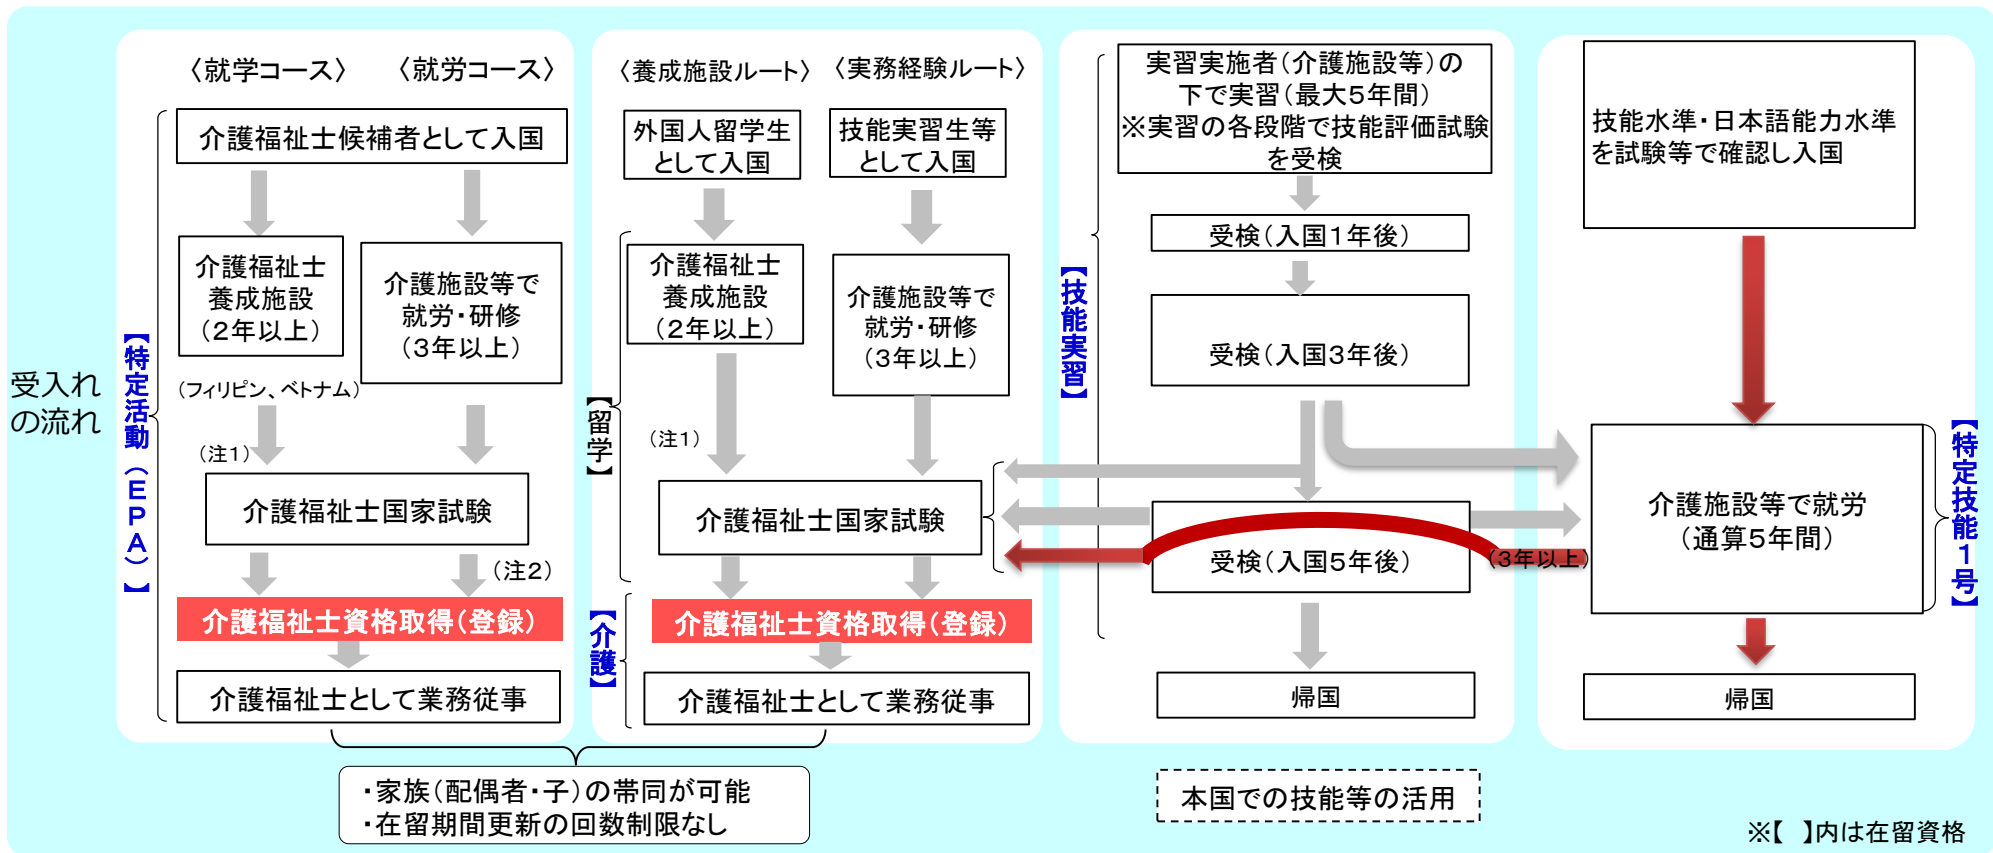 受入れ
の流れ
〈就学コース〉
〈就労コース〉
介護福祉士候補者として入国
介護福祉士
養成施設
（２年以上）
介護施設等で
就労・研修
（３年以上）
（フィリピン、ベトナム）
（注１）
介護福祉士国家試験
（注２）
介護福祉士資格取得（登録）
介護福祉士として業務従事
【特定活動（ＥＰＡ）】
〈養成施設ルート〉
〈実務経験ルート〉
外国人留学生
として入国
技能実習生等
として入国
介護福祉士
養成施設
（２年以上）
介護施設等で
就労・研修
（３年以上）
【留学】
（注１）
介護福祉士国家試験
介護福祉士資格取得（登録）
【介護】
介護福祉士として業務従事
・家族（配偶者・子）の帯同が可能
・在留期間更新の回数制限なし
実習実施者（介護施設等）の
下で実習（最大５年間）
※実習の各段階で技能評価試験
を受検
受検（入国１年後）
受検（入国３年後）
【技能実習】
受検（入国５年後）
帰国
本国での技能等の活用
技能水準・日本語能力水準
を試験等で確認し入国
介護施設等で就労
（通算５年間）
（３年以上）
【特定技能１号】
帰国
※【　】内は在留資格